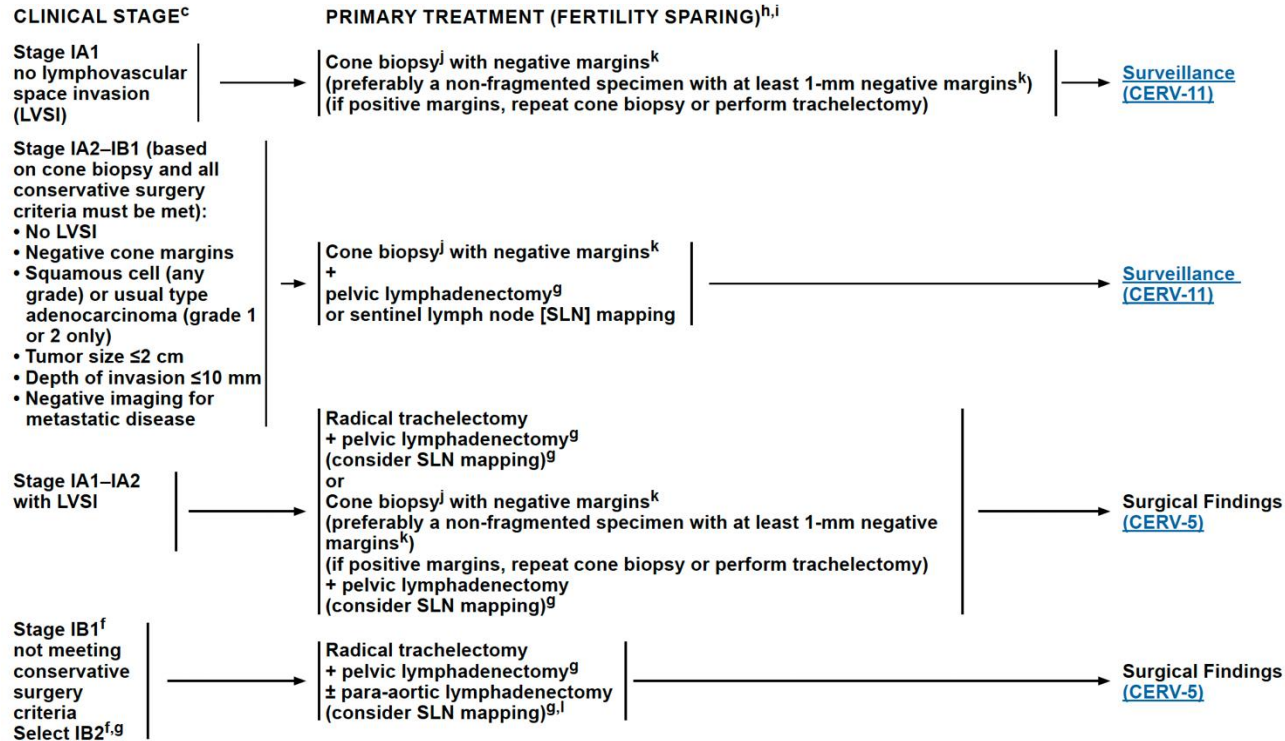 CLINICAL STAGEc
PRIMARY TREATMENT (FERTILITY SPARING)h,i
Stage IA1
no lymphovascular
space invasion
(LVSI)
Cone biopsyj with negative marginsk
(preferably a non-fragmented specimen with at least 1-mm negative marginsk)
(if positive margins, repeat cone biopsy or perform trachelectomy)
Surveillance
(CERV-11)
Stage IA2–IB1 (based
on cone biopsy and all
conservative surgery
criteria must be met):
• No LVSI
• Negative cone margins
• Squamous cell (any
grade) or usual type
adenocarcinoma (grade 1
or 2 only)
• Tumor size ≤2 cm
• Depth of invasion ≤10 mm
• Negative imaging for
metastatic disease
Cone biopsyj with negative marginsk
+
pelvic lymphadenectomyg
or sentinel lymph node [SLN] mapping
Surveillance
(CERV-11)
Stage IA1–IA2
with LVSI
Radical trachelectomy
+ pelvic lymphadenectomyg
(consider SLN mapping)g
or
Cone biopsyj with negative marginsk
(preferably a non-fragmented specimen with at least 1-mm negative
marginsk)
(if positive margins, repeat cone biopsy or perform trachelectomy)
+ pelvic lymphadenectomy
(consider SLN mapping)g
Surgical Findings
(CERV-5)
Stage IB1f
not meeting
conservative
surgery
criteria
Select IB2f,g
Radical trachelectomy
+ pelvic lymphadenectomyg
± para-aortic lymphadenectomy
(consider SLN mapping)g,l
Surgical Findings
(CERV-5)